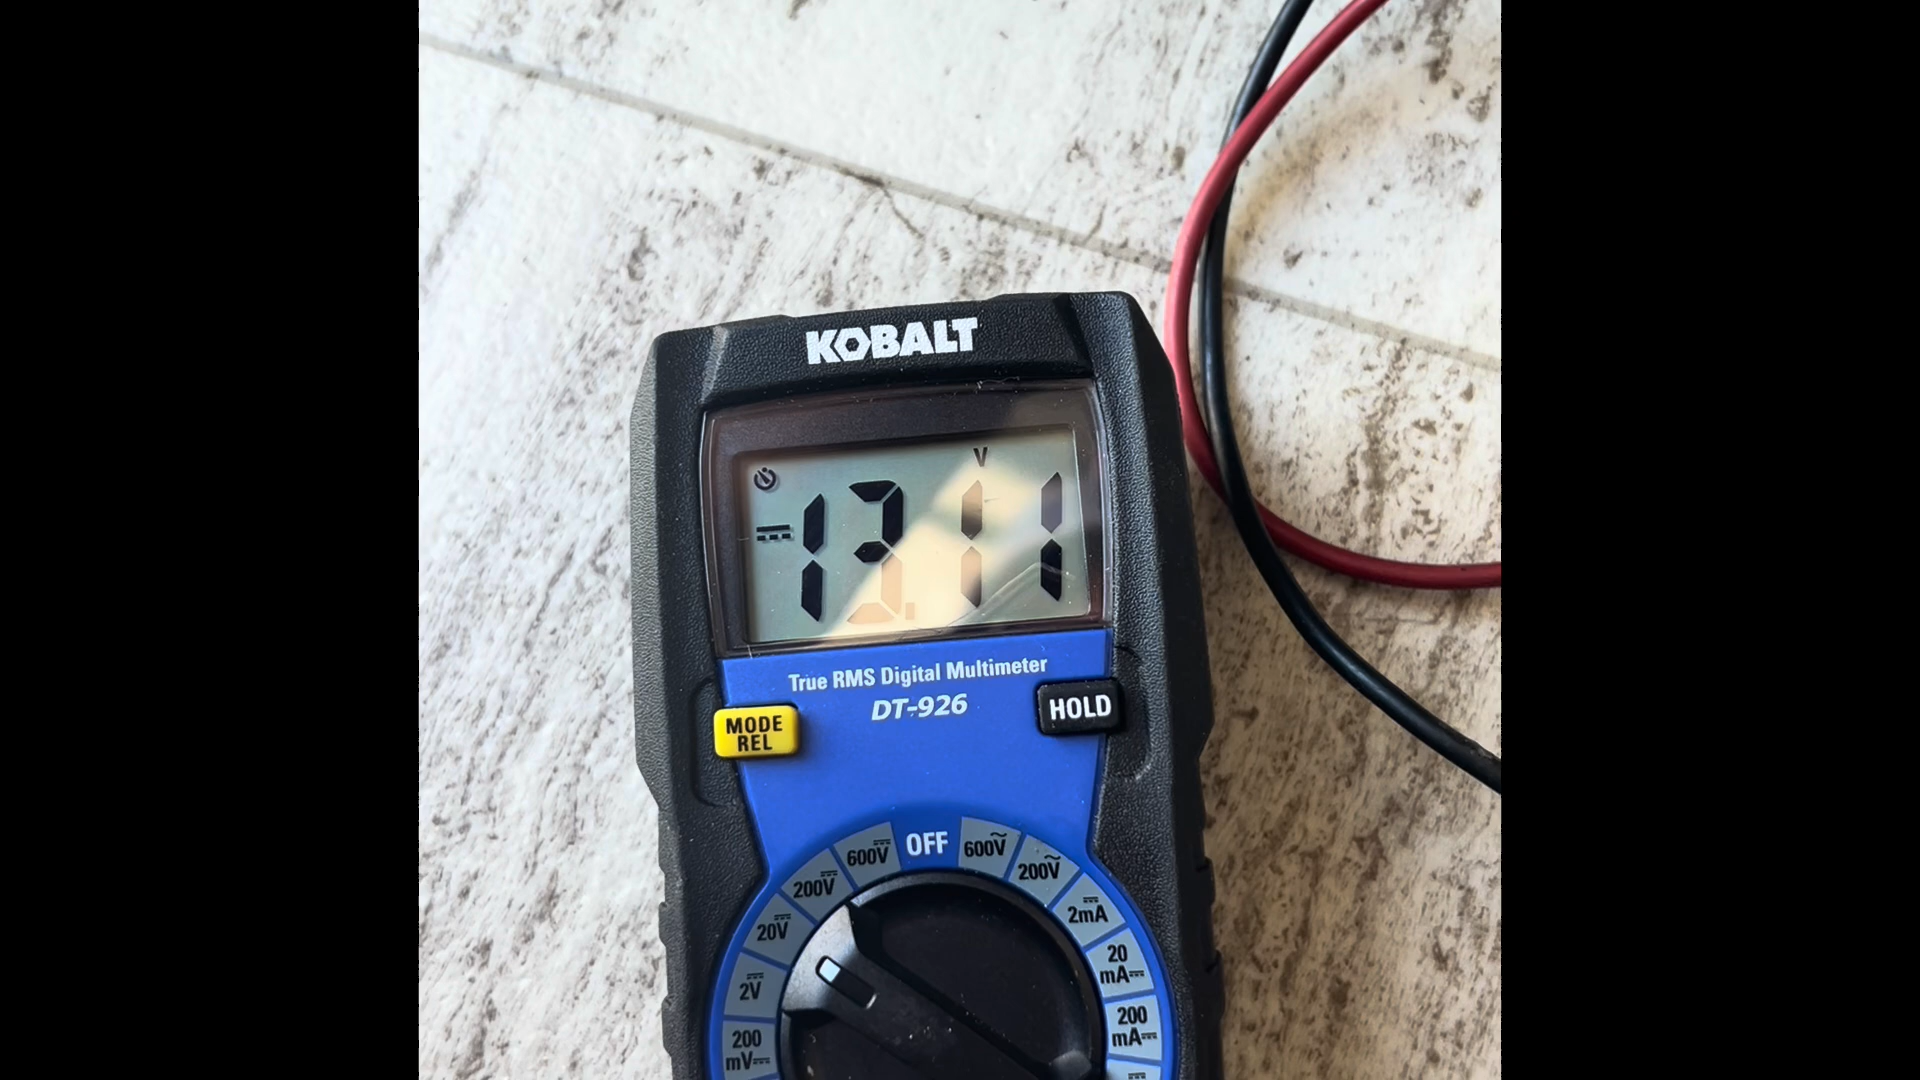 KOBALT
V
13.11
True RMS Digital Multimeter
DT-926
MODE
REL
HOLD
OFF
600V
200V
20V
2V
200
mV
600V
200V
2mA
20
mA
200
mA